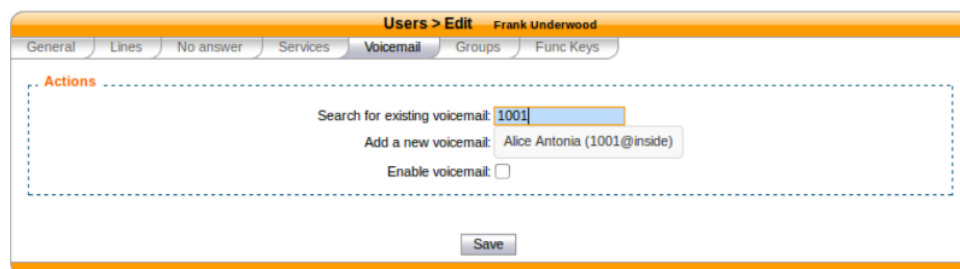 Users > Edit Frank Underwood
General Lines No answer Services Voicemail Groups Func Keys
Actions
Search for existing voicemail: 1001
Add a new voicemail: Alice Antonia (1001@inside)
Enable voicemail:
Save